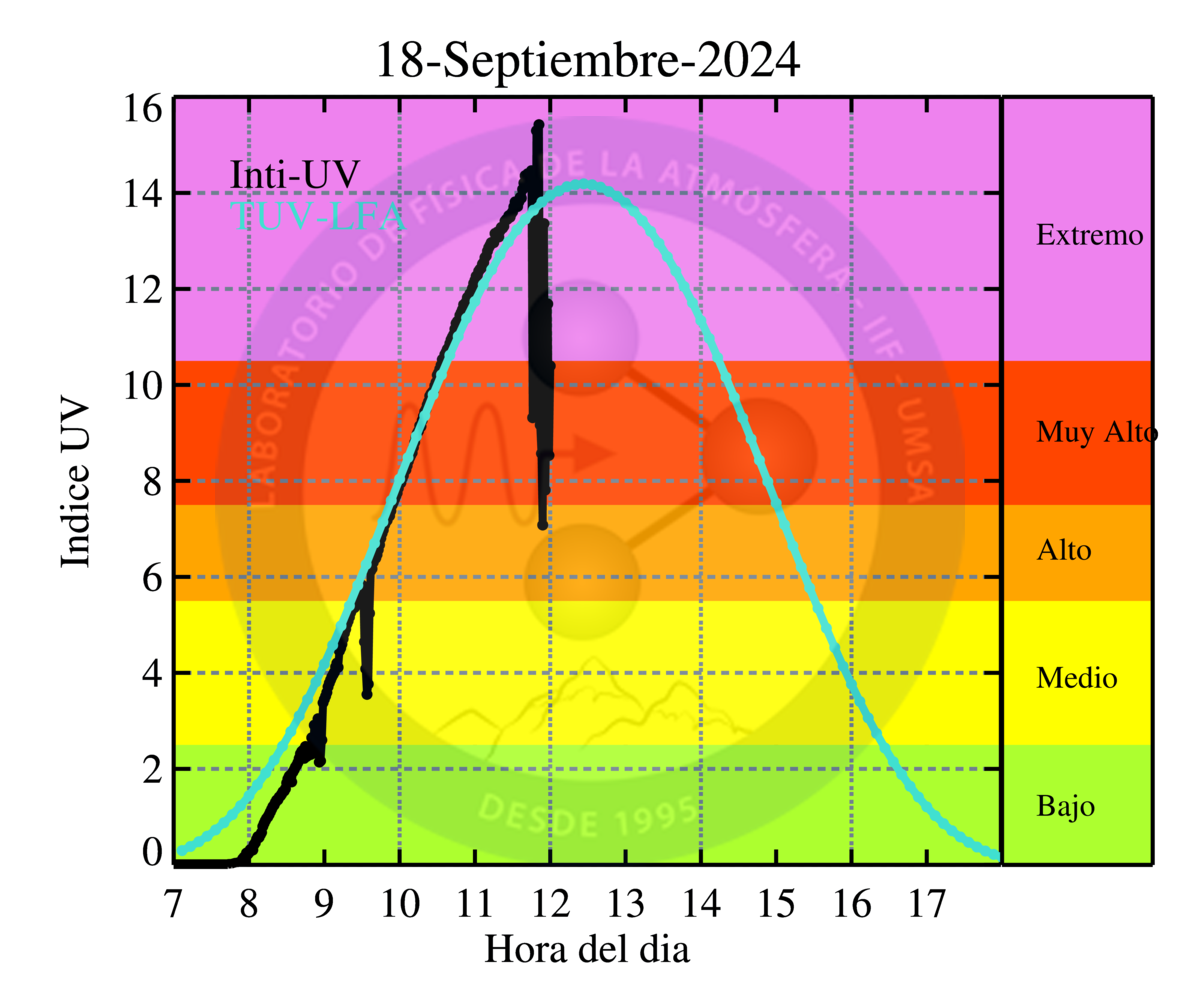 18-Septiembre-2024
Inti-UV
TUV-LFA
LABORATORIO DE FÍSICA DE LA ATMÓSFERA - IIF - UMSA
DESDE 1995
Indice UV
16
14
12
10
8
6
4
2
0
Extremo
Muy Alto
Alto
Medio
Bajo
7 8 9 10 11 12 13 14 15 16 17
Hora del dia